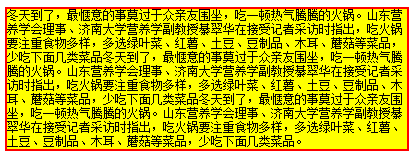 冬天到了，最惬意的事莫过于众亲友围坐，吃一顿热气腾腾的火锅。山东营
养学会理事、济南大学营养学副教授綦翠华在接受记者采访时指出，吃火锅
要注重食物多样，多选绿叶菜、红薯、土豆、豆制品、木耳、蘑菇等菜品，
少吃下面几类菜品冬天到了，最惬意的事莫过于众亲友围坐，吃一顿热气腾
腾的火锅。山东营养学会理事、济南大学营养学副教授綦翠华在接受记者采
访时指出，吃火锅要注重食物多样，多选绿叶菜、红薯、土豆、豆制品、木
耳、蘑菇等菜品，少吃下面几类菜品冬天到了，最惬意的事莫过于众亲友围
坐，吃一顿热气腾腾的火锅。山东营养学会理事、济南大学营养学副教授綦
翠华在接受记者采访时指出，吃火锅要注重食物多样，多选绿叶菜、红薯、
土豆、豆制品、木耳、蘑菇等菜品，少吃下面几类菜品。